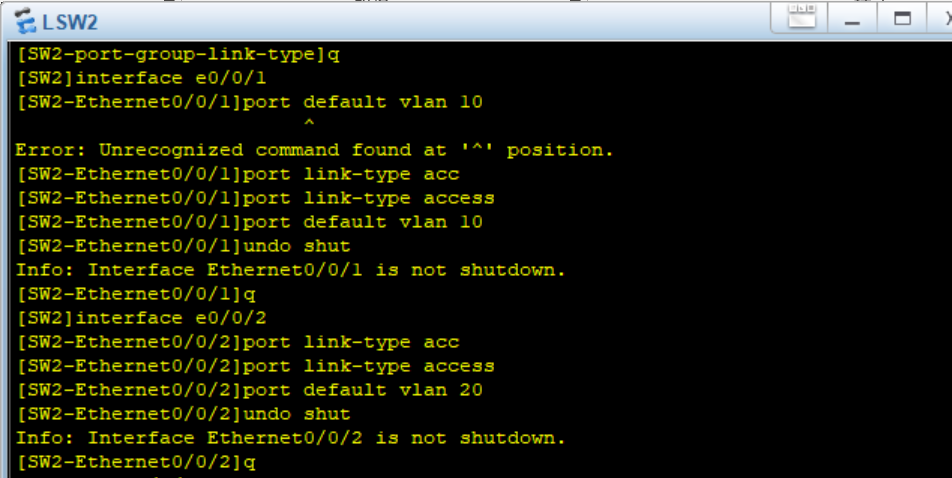 LSW2
[SW2-port-group-link-type]q
[SW2]interface e0/0/1
[SW2-Ethernet0/0/1]port default vlan 10
^
Error: Unrecognized command found at '^' position.
[SW2-Ethernet0/0/1]port link-type acc
[SW2-Ethernet0/0/1]port link-type access
[SW2-Ethernet0/0/1]port default vlan 10
[SW2-Ethernet0/0/1]undo shut
Info: Interface Ethernet0/0/1 is not shutdown.
[SW2-Ethernet0/0/1]q
[SW2]interface e0/0/2
[SW2-Ethernet0/0/2]port link-type acc
[SW2-Ethernet0/0/2]port link-type access
[SW2-Ethernet0/0/2]port default vlan 20
[SW2-Ethernet0/0/2]undo shut
Info: Interface Ethernet0/0/2 is not shutdown.
[SW2-Ethernet0/0/2]q